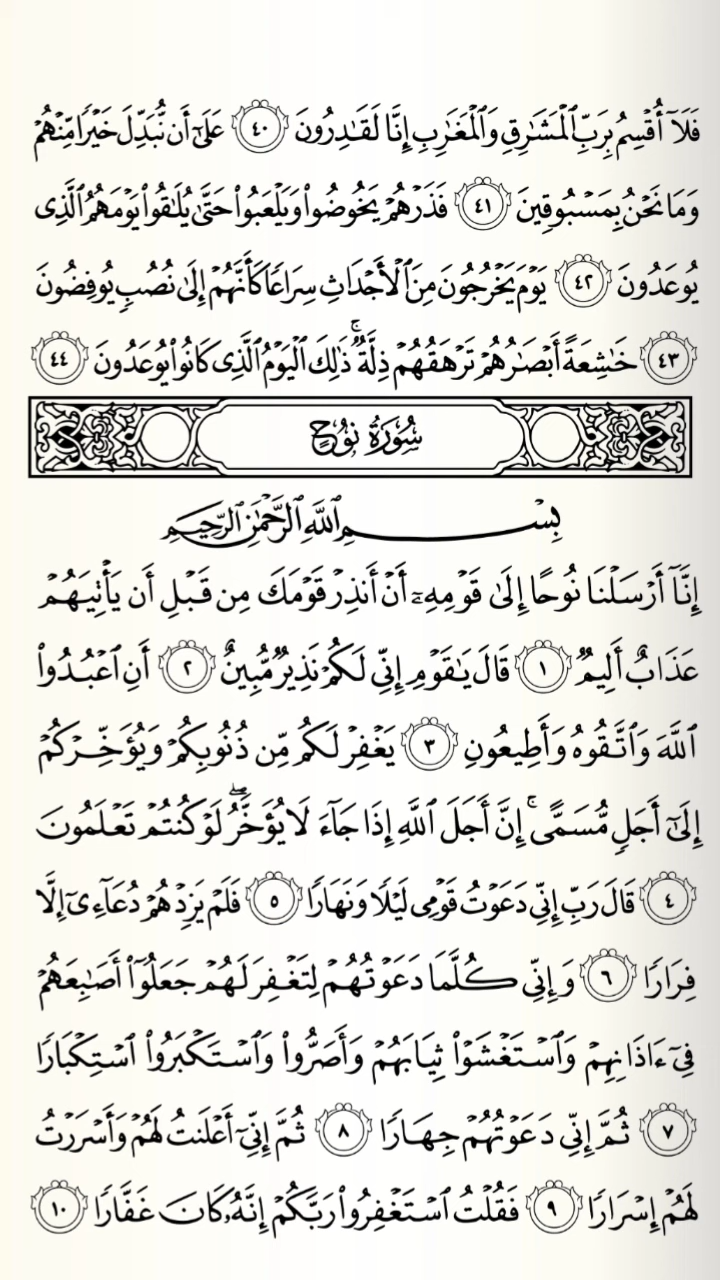 فَلَآ أُقْسِمُ بِرَبِّ ٱلْمَشَٰرِقِ وَٱلْمَغَٰرِبِ إِنَّا لَقَٰدِرُونَ ٤٠ عَلَىٰٓ أَن نُّبَدِّلَ خَيْرًا مِّنْهُمْ
وَمَا نَحْنُ بِمَسْبُوقِينَ ٤١ فَذَرْهُمْ يَخُوضُوا۟ وَيَلْعَبُوا۟ حَتَّىٰ يُلَٰقُوا۟ يَوْمَهُمُ ٱلَّذِى
يُوعَدُونَ ٤٢ يَوْمَ يَخْرُجُونَ مِنَ ٱلْأَجْدَاثِ سِرَاعًا كَأَنَّهُمْ إِلَىٰ نُصُبٍ يُوفِضُونَ
٤٣ خَٰشِعَةً أَبْصَٰرُهُمْ تَرْهَقُهُمْ ذِلَّةٌ ۚ ذَٰلِكَ ٱلْيَوْمُ ٱلَّذِى كَانُوا۟ يُوعَدُونَ ٤٤
سُورَةُ نُوحٍ
بِسْمِ ٱللَّهِ ٱلرَّحْمَٰنِ ٱلرَّحِيمِ
إِنَّآ أَرْسَلْنَا نُوحًا إِلَىٰ قَوْمِهِۦٓ أَنْ أَنذِرْ قَوْمَكَ مِن قَبْلِ أَن يَأْتِيَهُمْ
عَذَابٌ أَلِيمٌ ١ قَالَ يَٰقَوْمِ إِنِّى لَكُمْ نَذِيرٌ مُّبِينٌ ٢ أَنِ ٱعْبُدُوا۟
ٱللَّهَ وَٱتَّقُوهُ وَأَطِيعُونِ ٣ يَغْفِرْ لَكُم مِّن ذُنُوبِكُمْ وَيُؤَخِّرْكُمْ
إِلَىٰٓ أَجَلٍ مُّسَمًّى ۚ إِنَّ أَجَلَ ٱللَّهِ إِذَا جَآءَ لَا يُؤَخَّرُ ۖ لَوْ كُنتُمْ تَعْلَمُونَ
٤ قَالَ رَبِّ إِنِّى دَعَوْتُ قَوْمِى لَيْلًا وَنَهَارًا ٥ فَلَمْ يَزِدْهُمْ دُعَآءِىٓ إِلَّا
فِرَارًا ٦ وَإِنِّى كُلَّمَا دَعَوْتُهُمْ لِتَغْفِرَ لَهُمْ جَعَلُوٓا۟ أَصَٰبِعَهُمْ
فِىٓ ءَاذَانِهِمْ وَٱسْتَغْشَوْا۟ ثِيَابَهُمْ وَأَصَرُّوا۟ وَٱسْتَكْبَرُوا۟ ٱسْتِكْبَارًا
٧ ثُمَّ إِنِّى دَعَوْتُهُمْ جِهَارًا ٨ ثُمَّ إِنِّىٓ أَعْلَنتُ لَهُمْ وَأَسْرَرْتُ
لَهُمْ إِسْرَارًا ٩ فَقُلْتُ ٱسْتَغْفِرُوا۟ رَبَّكُمْ إِنَّهُۥ كَانَ غَفَّارًا ١٠